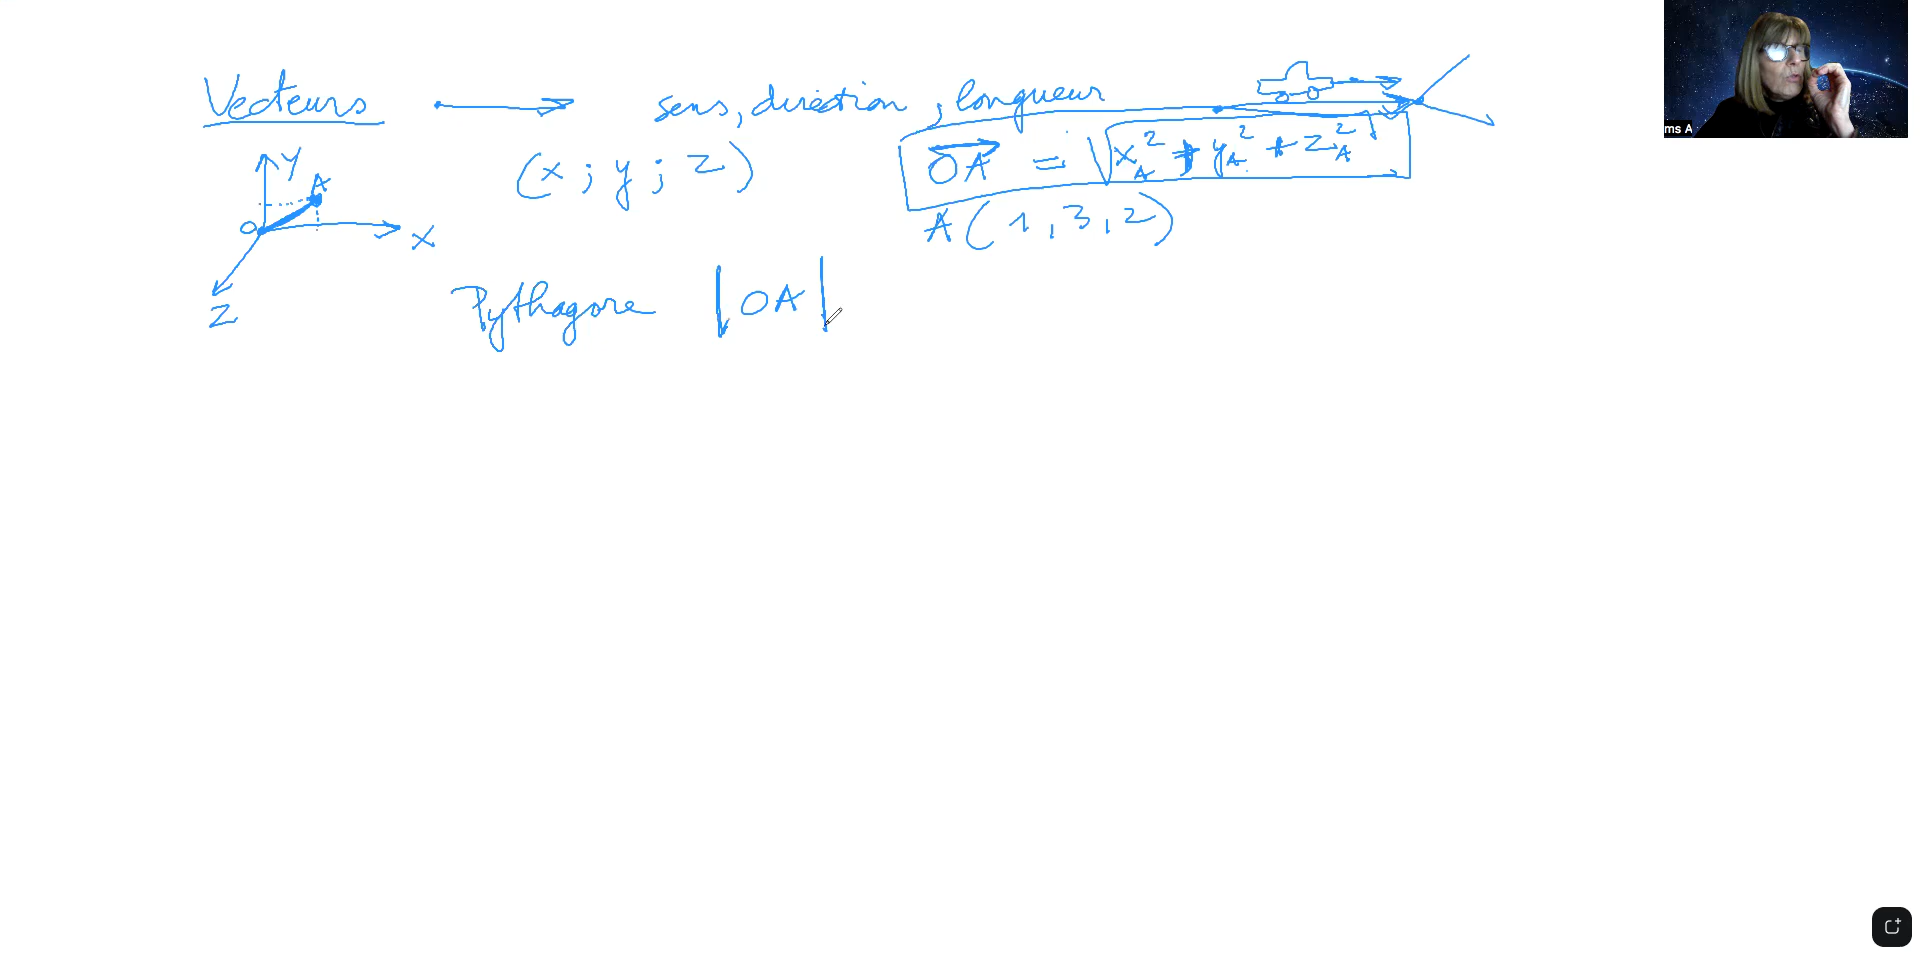 Vecteurs sens, direction, longueur
(x ; y ; z) OA = √x_A² + y_A² + z_A²
Y A
O X
A (1, 3, 2)
Z Pythagore |OA|
ms A